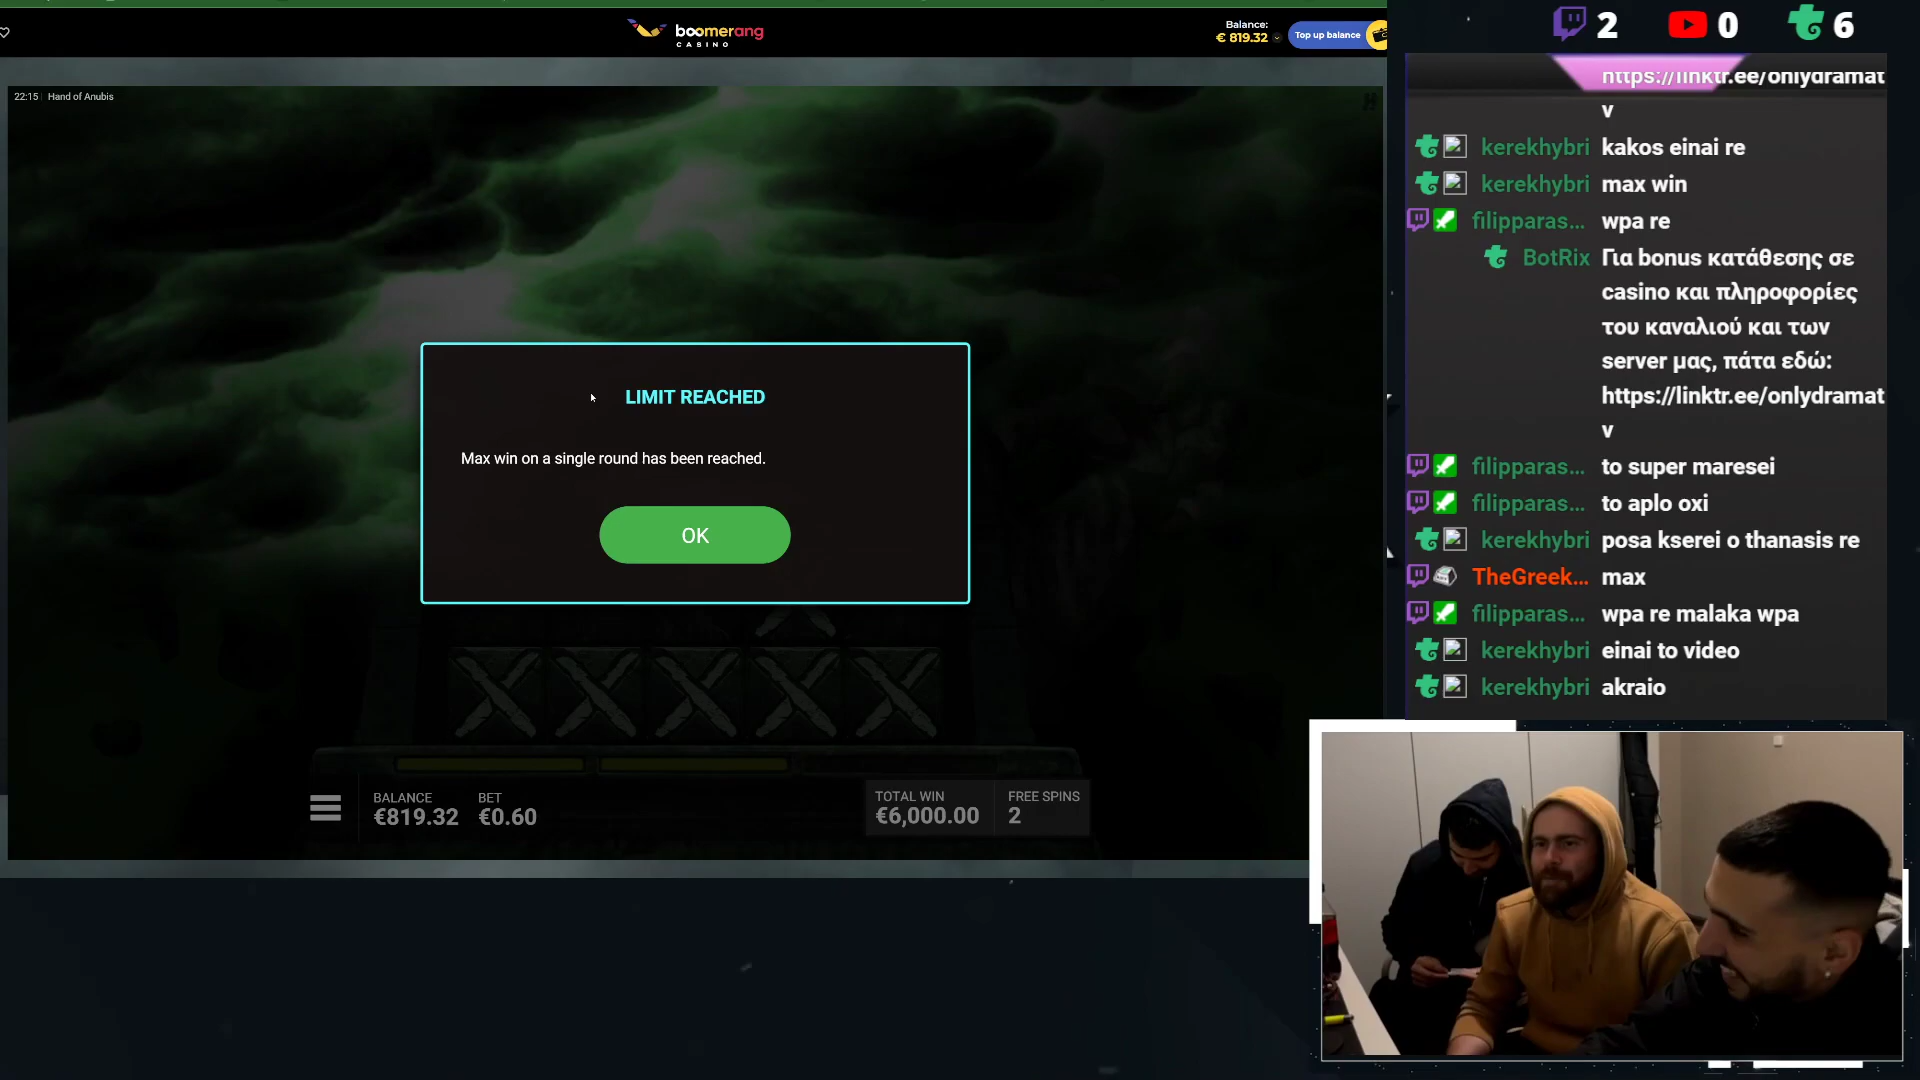 boomerang
CASINO
Balance:
€ 819.32
Top up balance
22:15 Hand of Anubis
LIMIT REACHED
Max win on a single round has been reached.
OK
BALANCE
€819.32
BET
€0.60
TOTAL WIN
€6,000.00
FREE SPINS
2
2
0
6
https://linktr.ee/onlydramat
v
kerekhybri kakos einai re
kerekhybri max win
filipparas... wpa re
BotRix Για bonus κατάθεσης σε
casino και πληροφορίες
του καναλιού και των
server μας, πάτα εδώ:
https://linktr.ee/onlydramat
v
filipparas... to super maresei
filipparas... to aplo oxi
kerekhybri posa kserei o thanasis re
TheGreek... max
filipparas... wpa re malaka wpa
kerekhybri einai to video
kerekhybri akraio